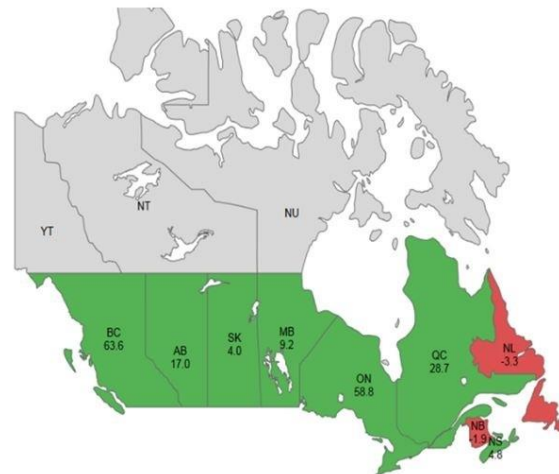 YT
NT
NU
BC
63.6
AB
17.0
SK
4.0
MB
9.2
ON
58.8
QC
28.7
NL
-3.3
NB
-1.9
NS
4.8